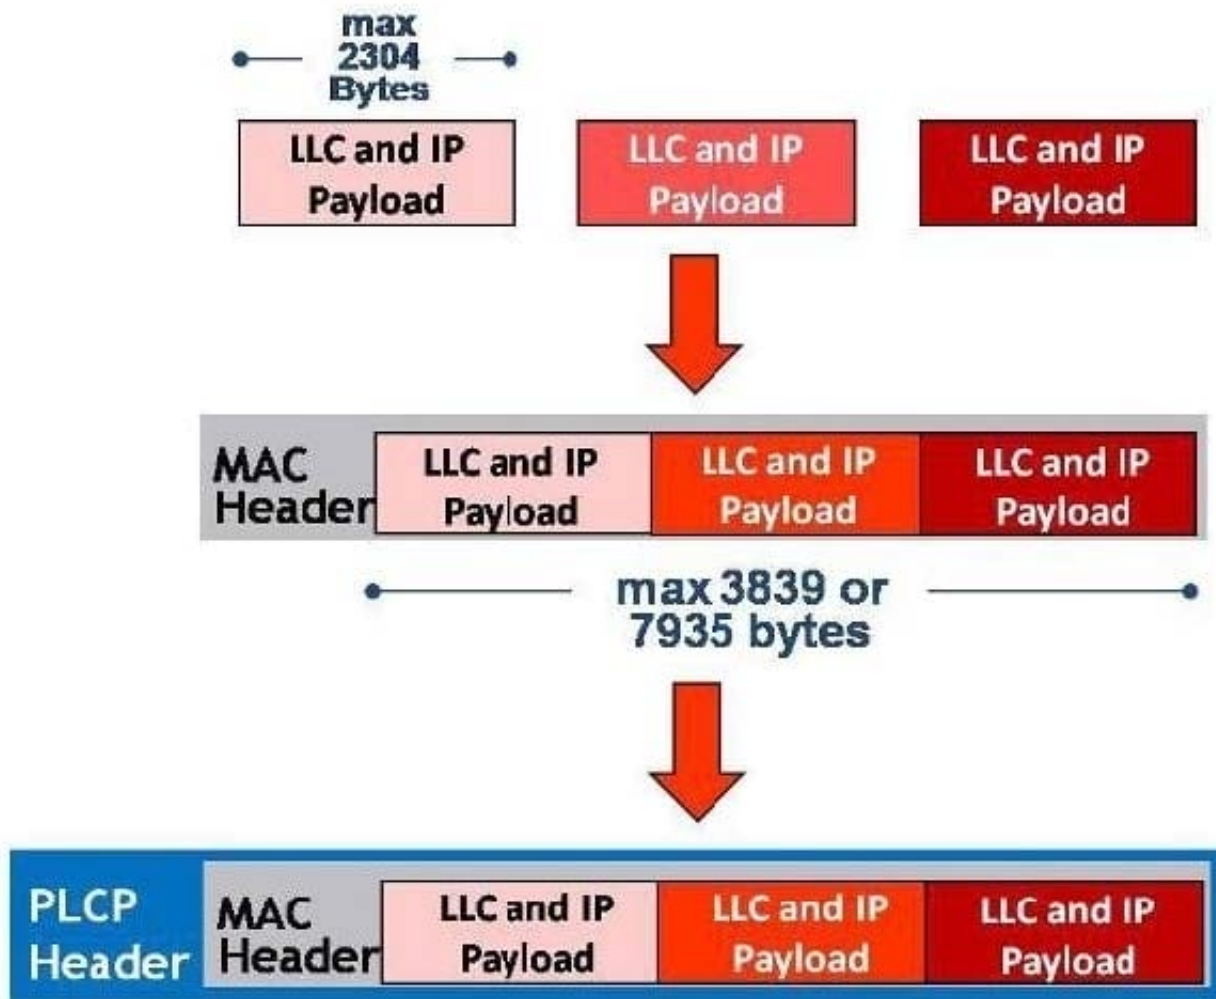 max
2304
Bytes
LLC and IP
Payload
LLC and IP
Payload
LLC and IP
Payload
MAC
Header
LLC and IP
Payload
LLC and IP
Payload
LLC and IP
Payload
max 3839 or
7935 bytes
PLCP
Header
MAC
Header
LLC and IP
Payload
LLC and IP
Payload
LLC and IP
Payload